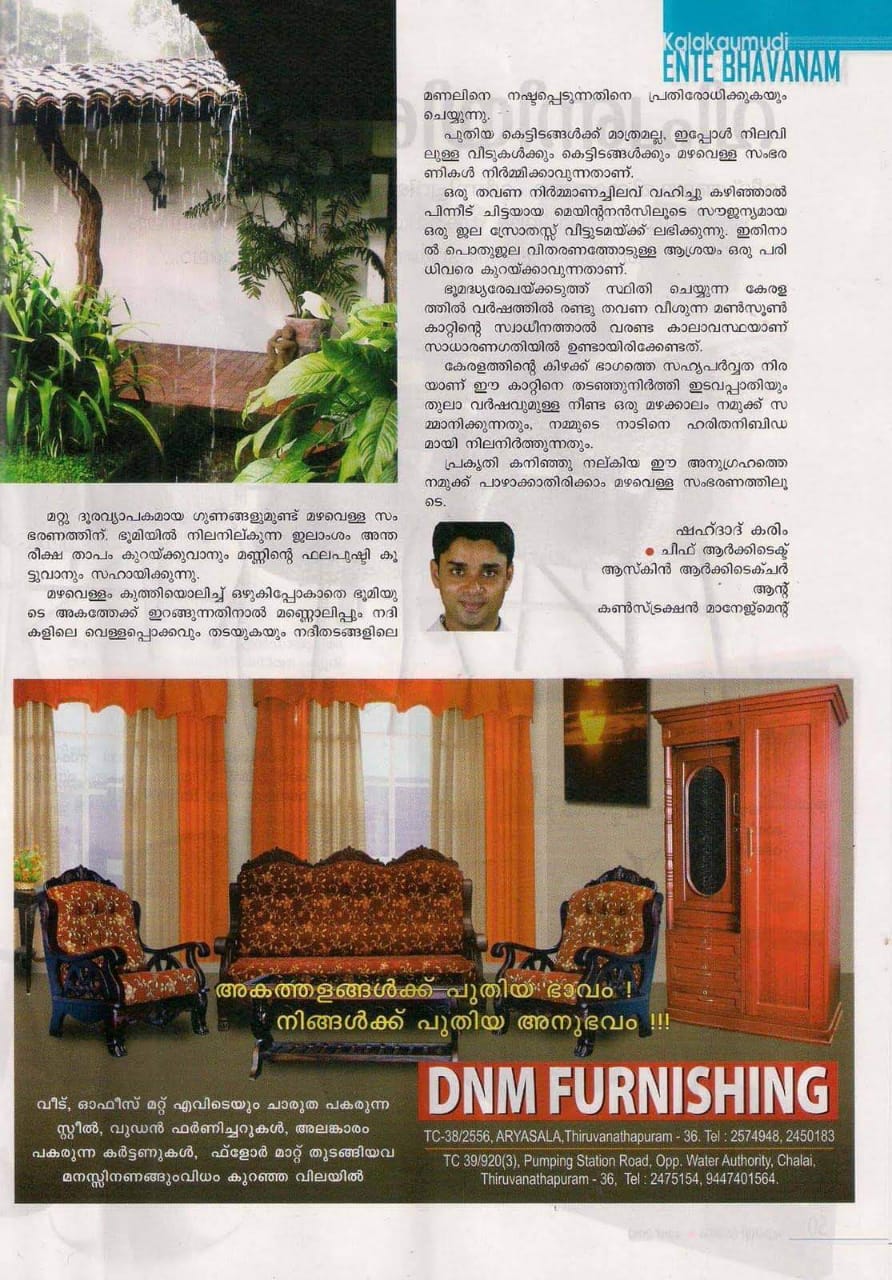 Kalakaumudi
ENTE BHAVANAM
മറ്റു ദൂരവ്യാപകമായ ഗുണങ്ങളുമുണ്ട് മഴവെള്ള സം
ഭരണത്തിന്. ഭൂമിയിൽ നിലനില്കുന്ന ജലാംശം അന്ത
രീക്ഷ താപം കുറയ്ക്കുവാനും മണ്ണിന്റെ ഫലപുഷ്ടി കൂ
ട്ടുവാനും സഹായിക്കുന്നു.
മഴവെള്ളം കുത്തിയൊലിച്ച് ഒഴുകിപ്പോകാതെ ഭൂമിയു
ടെ അകത്തേക്ക് ഇറങ്ങുന്നതിനാൽ മണ്ണൊലിപ്പും നദി
കളിലെ വെള്ളപ്പൊക്കവും തടയുകയും നദീതടങ്ങളിലെ
മണലിനെ നഷ്ടപ്പെടുന്നതിനെ പ്രതിരോധിക്കുകയും
ചെയ്യുന്നു.
പുതിയ കെട്ടിടങ്ങൾക്ക് മാത്രമല്ല, ഇപ്പോൾ നിലവി
ലുള്ള വീടുകൾക്കും കെട്ടിടങ്ങൾക്കും മഴവെള്ള സംഭര
ണികൾ നിർമ്മിക്കാവുന്നതാണ്.
ഒരു തവണ നിർമ്മാണച്ചിലവ് വഹിച്ചു കഴിഞ്ഞാൽ
പിന്നീട് ചിട്ടയായ മെയിന്റനൻസിലൂടെ സൗജന്യമായ
ഒരു ജല സ്രോതസ്സ് വീട്ടുടമയ്ക്ക് ലഭിക്കുന്നു. ഇതിനാ
ൽ പൊതുജല വിതരണത്തോടുള്ള ആശ്രയം ഒരു പരി
ധിവരെ കുറയ്ക്കാവുന്നതാണ്.
ഭൂമദ്ധ്യരേഖയ്ക്കടുത്ത് സ്ഥിതി ചെയ്യുന്ന കേരള
ത്തിൽ വർഷത്തിൽ രണ്ടു തവണ വീശുന്ന മൺസൂൺ
കാറ്റിന്റെ സ്വാധീനത്താൽ വരണ്ട കാലാവസ്ഥയാണ്
സാധാരണഗതിയിൽ ഉണ്ടായിരിക്കേണ്ടത്.
കേരളത്തിന്റെ കിഴക്ക് ഭാഗത്തെ സഹ്യപർവ്വത നിര
യാണ് ഈ കാറ്റിനെ തടഞ്ഞുനിർത്തി ഇടവപ്പാതിയും
തുലാ വർഷവുമുള്ള നീണ്ട ഒരു മഴക്കാലം നമുക്ക് സ
മ്മാനിക്കുന്നതും, നമ്മുടെ നാടിനെ ഹരിതനിബിഡ
മായി നിലനിർത്തുന്നതും.
പ്രകൃതി കനിഞ്ഞു നല്കിയ ഈ അനുഗ്രഹത്തെ
നമുക്ക് പാഴാക്കാതിരിക്കാം മഴവെള്ള സംഭരണത്തിലൂ
ടെ.
ഷഹ്ദാദ് കരിം
● ചീഫ് ആർക്കിടെക്ട്
ആസ്കിൻ ആർക്കിടെക്ചർ
ആന്റ്
കൺസ്ട്രക്ഷൻ മാനേജ്മെന്റ്
അകത്തളങ്ങൾക്ക് പുതിയ ഭാവം !
നിങ്ങൾക്ക് പുതിയ അനുഭവം !!!
വീട്, ഓഫീസ് മറ്റ് എവിടെയും ചാരുത പകരുന്ന
സ്റ്റീൽ, വുഡൻ ഫർണിച്ചറുകൾ, അലങ്കാരം
പകരുന്ന കർട്ടണുകൾ, ഫ്ളോർ മാറ്റ് തുടങ്ങിയവ
മനസ്സിനണങ്ങുംവിധം കുറഞ്ഞ വിലയിൽ
DNM FURNISHING
TC-38/2556, ARYASALA,Thiruvanathapuram - 36. Tel : 2574948, 2450183
TC 39/920(3), Pumping Station Road, Opp. Water Authority, Chalai,
Thiruvanathapuram - 36, Tel : 2475154, 9447401564.